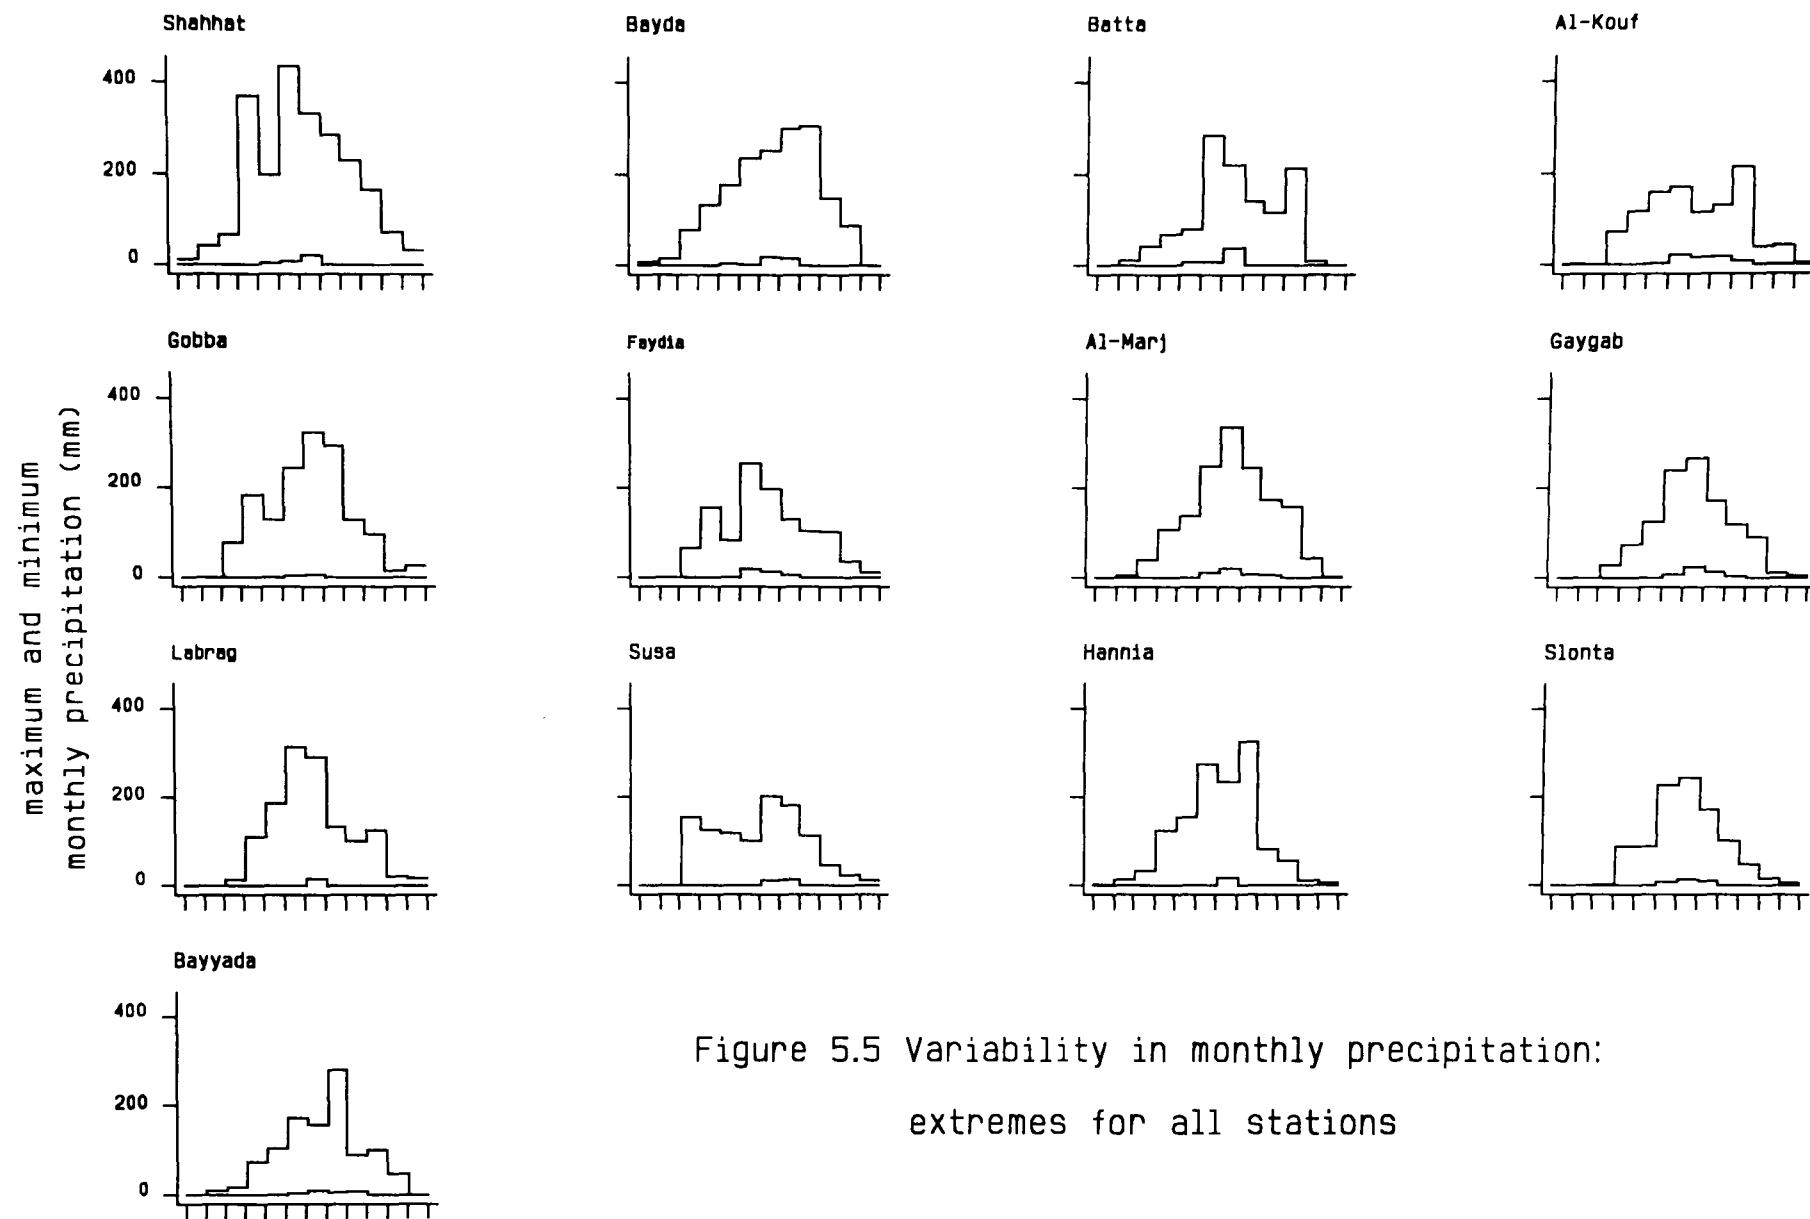 Shahhat
Bayda
Batta
Al-Kouf
400
200
0
Gobba
Faydia
Al-Marj
Gaygab
400
200
0
maximum and minimum
monthly precipitation (mm)
Labrag
Susa
Hannia
Slonta
400
200
0
Bayyada
400
200
0
Figure 5.5 Variability in monthly precipitation:
extremes for all stations